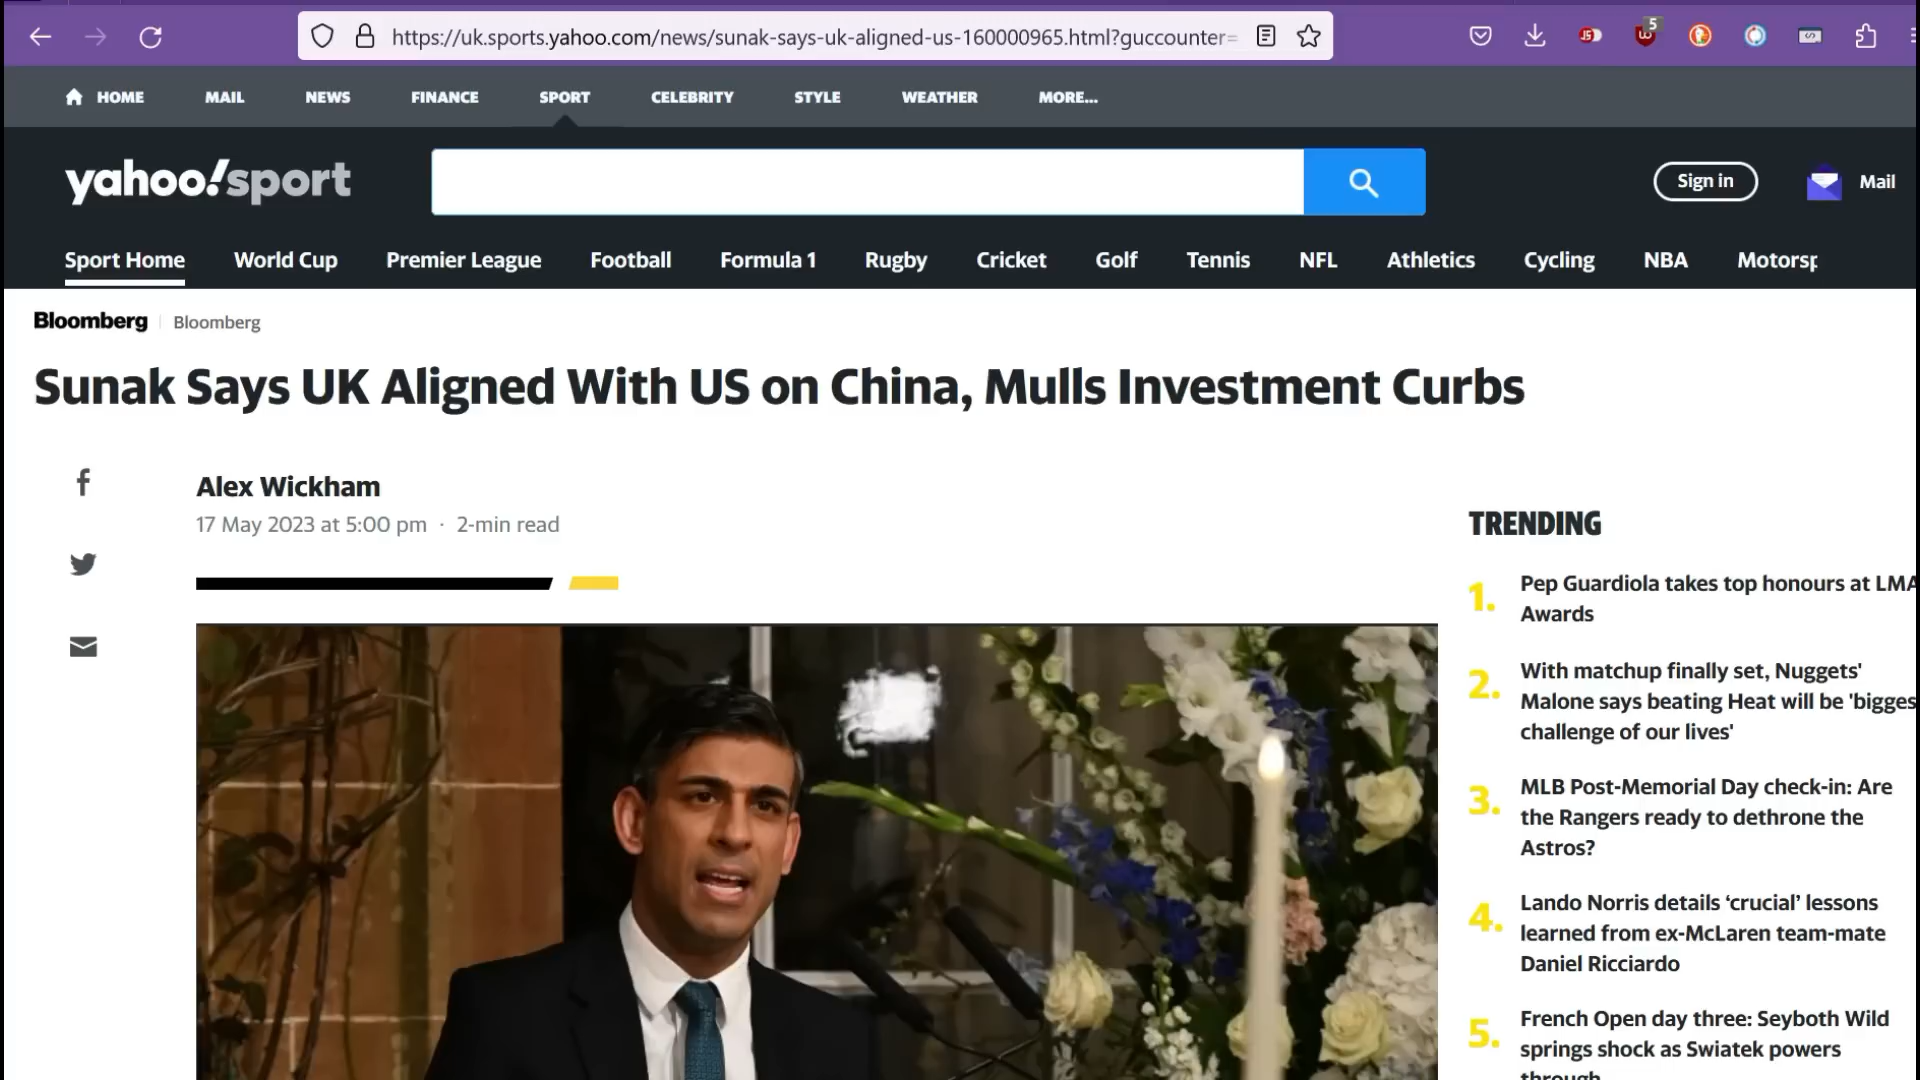 https://uk.sports.yahoo.com/news/sunak-says-uk-aligned-us-160000965.html?guccounter=
5
HOME MAIL NEWS FINANCE SPORT CELEBRITY STYLE WEATHER MORE...
yahoo!sport
Sign in
Mail
Sport Home World Cup Premier League Football Formula 1 Rugby Cricket Golf Tennis NFL Athletics Cycling NBA Motorsp
Bloomberg Bloomberg
Sunak Says UK Aligned With US on China, Mulls Investment Curbs
Alex Wickham
17 May 2023 at 5:00 pm · 2-min read
TRENDING
1. Pep Guardiola takes top honours at LMA
Awards
2. With matchup finally set, Nuggets'
Malone says beating Heat will be 'bigges
challenge of our lives'
3. MLB Post-Memorial Day check-in: Are
the Rangers ready to dethrone the
Astros?
4. Lando Norris details ‘crucial’ lessons
learned from ex-McLaren team-mate
Daniel Ricciardo
5. French Open day three: Seyboth Wild
springs shock as Swiatek powers
through